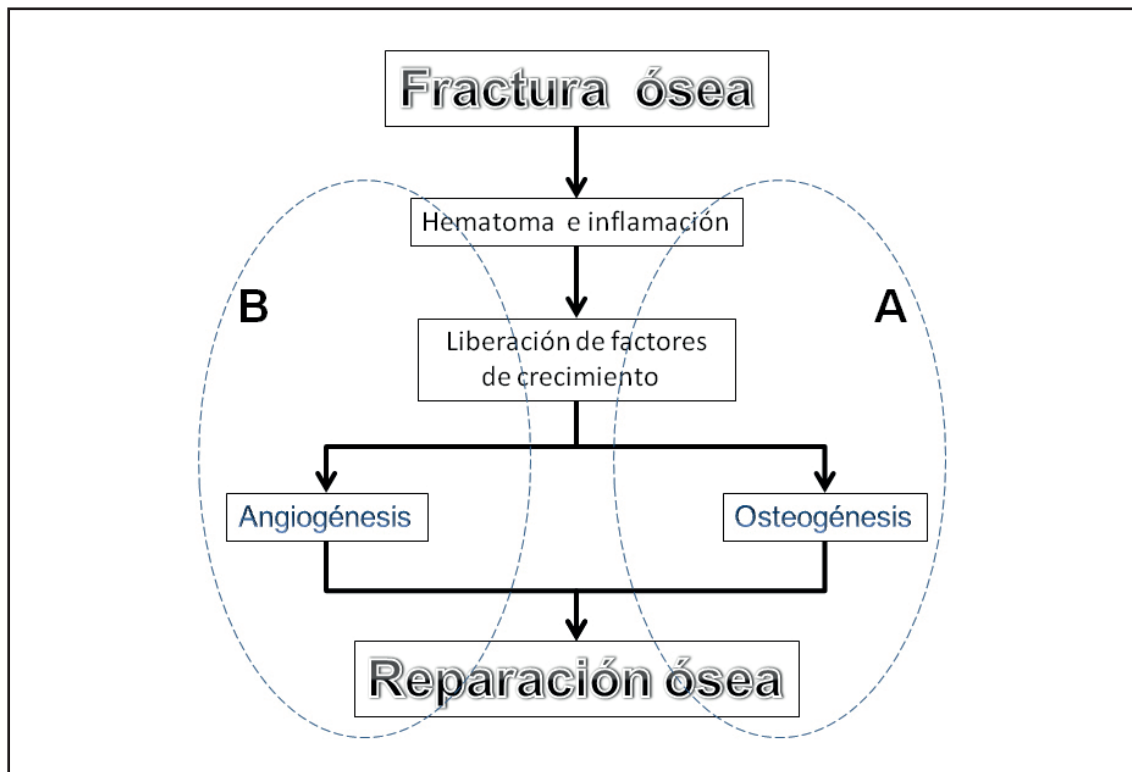 Fractura ósea
Hematoma e inflamación
B
A
Liberación de factores
de crecimiento
Angiogénesis
Osteogénesis
Reparación ósea